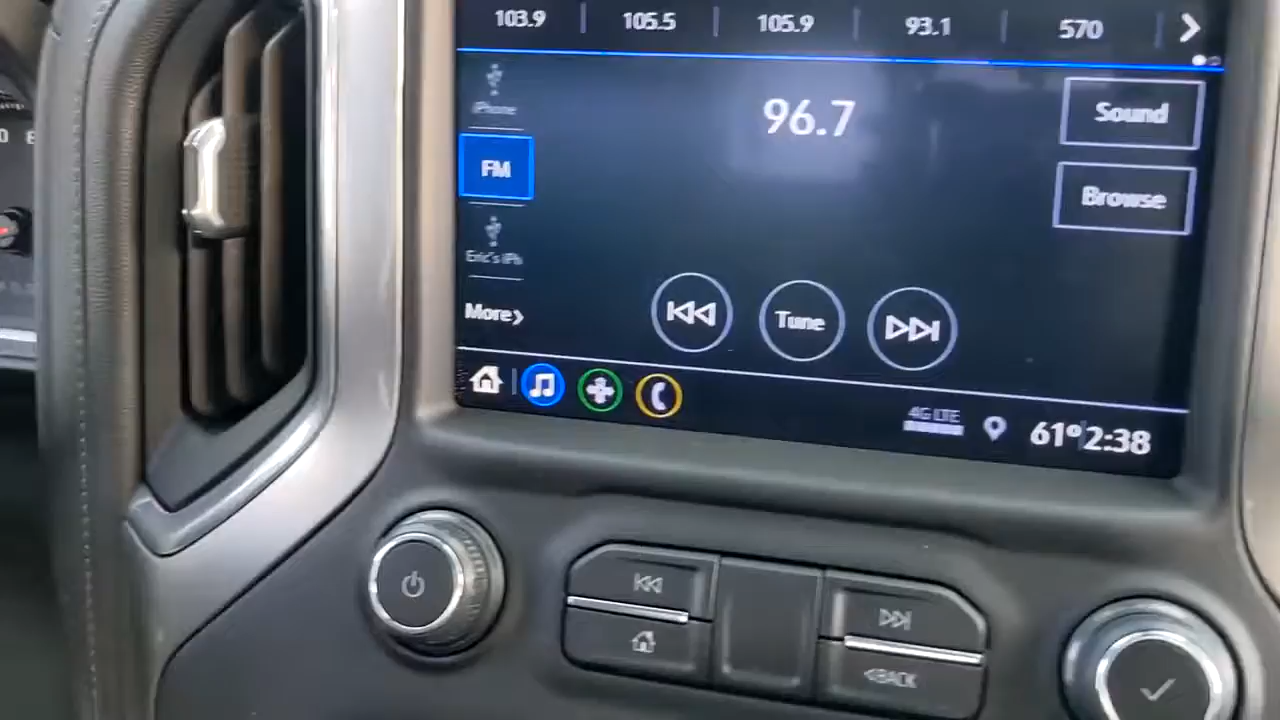 103.9 105.5 105.9 93.1 570
iPhone
96.7
Sound
FM
Browse
Eric's iPh
More
Tune
4G LTE
61° 2:38
BACK